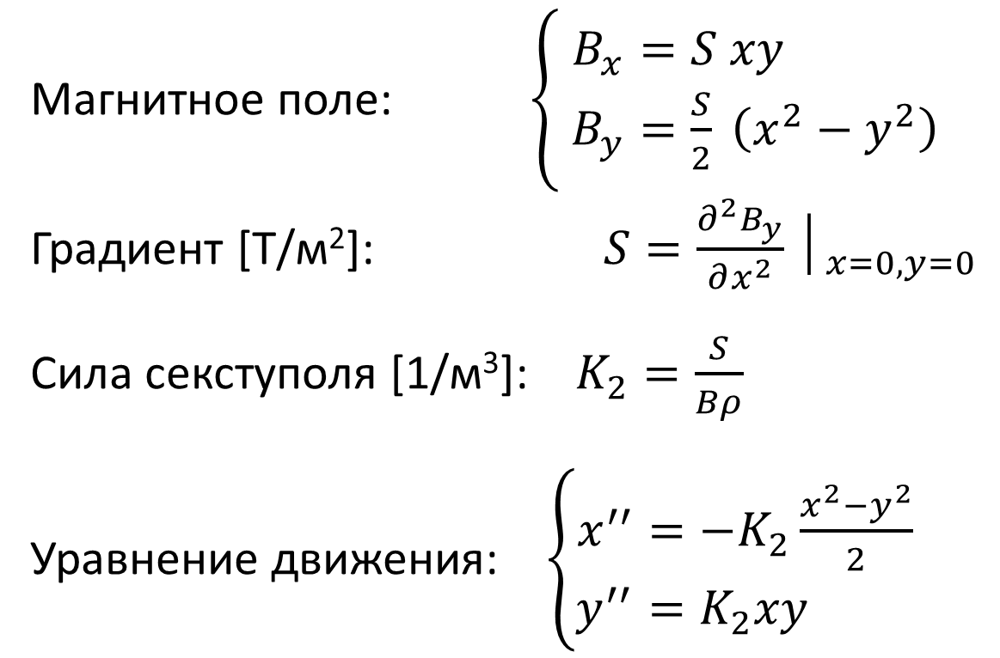 Магнитное поле: { Bₓ = S xy
B_y = S/2 (x² − y²)
Градиент [Т/м²]: S = ∂²B_y/∂x² |ₓ₌₀,y₌₀
Сила секступоля [1/м³]: K₂ = S/Bρ
Уравнение движения: { x′′ = −K₂ x²−y²/2
y′′ = K₂xy